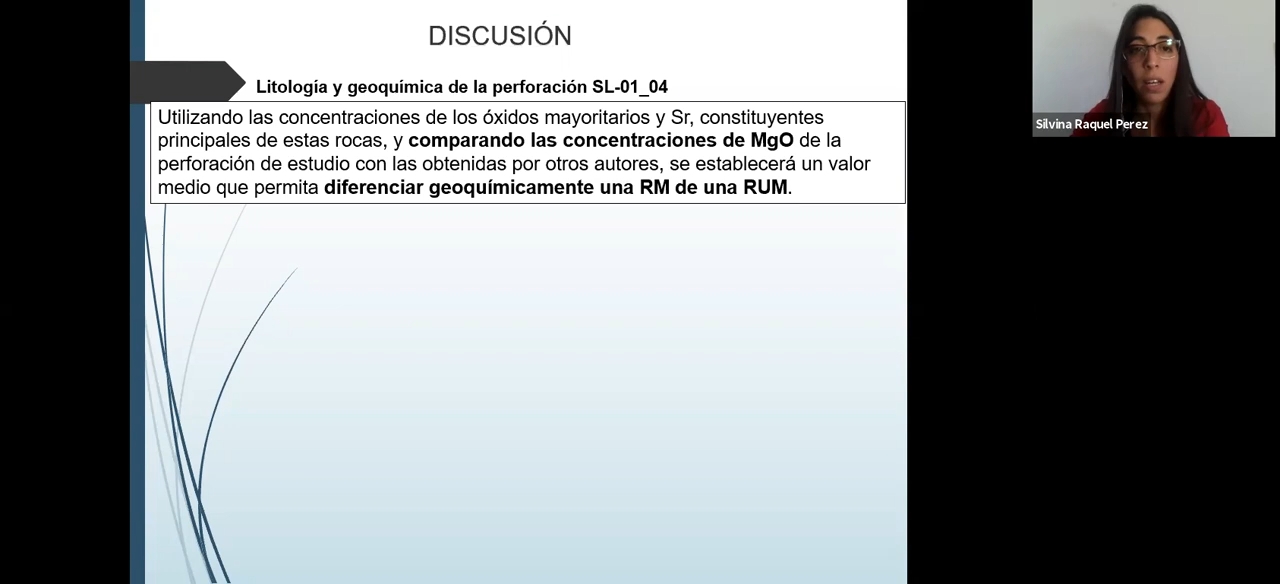 DISCUSIÓN
Litología y geoquímica de la perforación SL-01_04
Utilizando las concentraciones de los óxidos mayoritarios y Sr, constituyentes
principales de estas rocas, y comparando las concentraciones de MgO de la
perforación de estudio con las obtenidas por otros autores, se establecerá un valor
medio que permita diferenciar geoquímicamente una RM de una RUM.
Silvina Raquel Perez